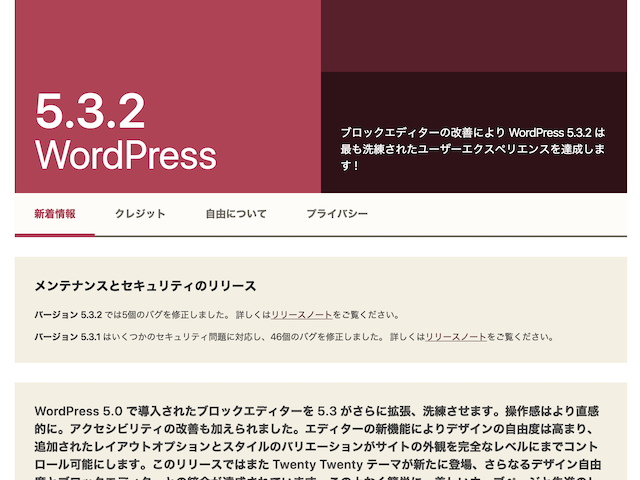 5.3.2
WordPress
ブロックエディターの改善により WordPress 5.3.2 は
最も洗練されたユーザーエクスペリエンスを達成しま
す！
新着情報 クレジット 自由について プライバシー
メンテナンスとセキュリティのリリース
バージョン 5.3.2 では5個のバグを修正しました。 詳しくはリリースノートをご覧ください。
バージョン 5.3.1 はいくつかのセキュリティ問題に対応し、46個のバグを修正しました。 詳しくはリリースノートをご覧ください。
WordPress 5.0 で導入されたブロックエディターを 5.3 がさらに拡張、洗練させます。操作感はより直感
的に。アクセシビリティの改善も加えられました。エディターの新機能によりデザインの自由度は高まり、
追加されたレイアウトオプションとスタイルのバリエーションがサイトの外観を完全なレベルにまでコント
ロール可能にします。このリリースではまた Twenty Twenty テーマが新たに登場、さらなるデザイン自由